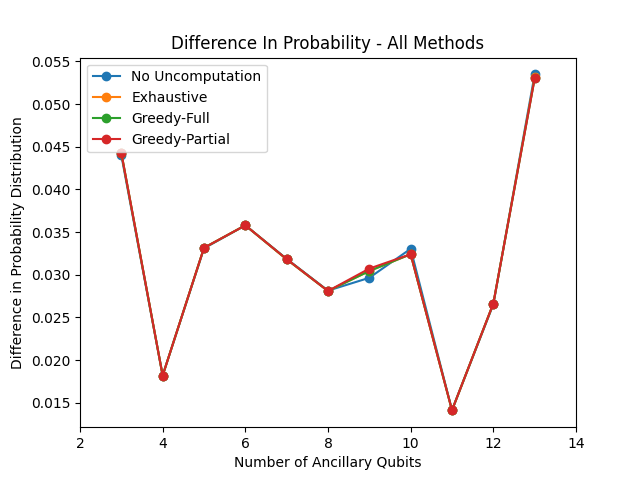 Difference In Probability - All Methods
No Uncomputation
Exhaustive
Greedy-Full
Greedy-Partial
Difference in Probability Distribution
0.055
0.050
0.045
0.040
0.035
0.030
0.025
0.020
0.015
2 4 6 8 10 12 14
Number of Ancillary Qubits